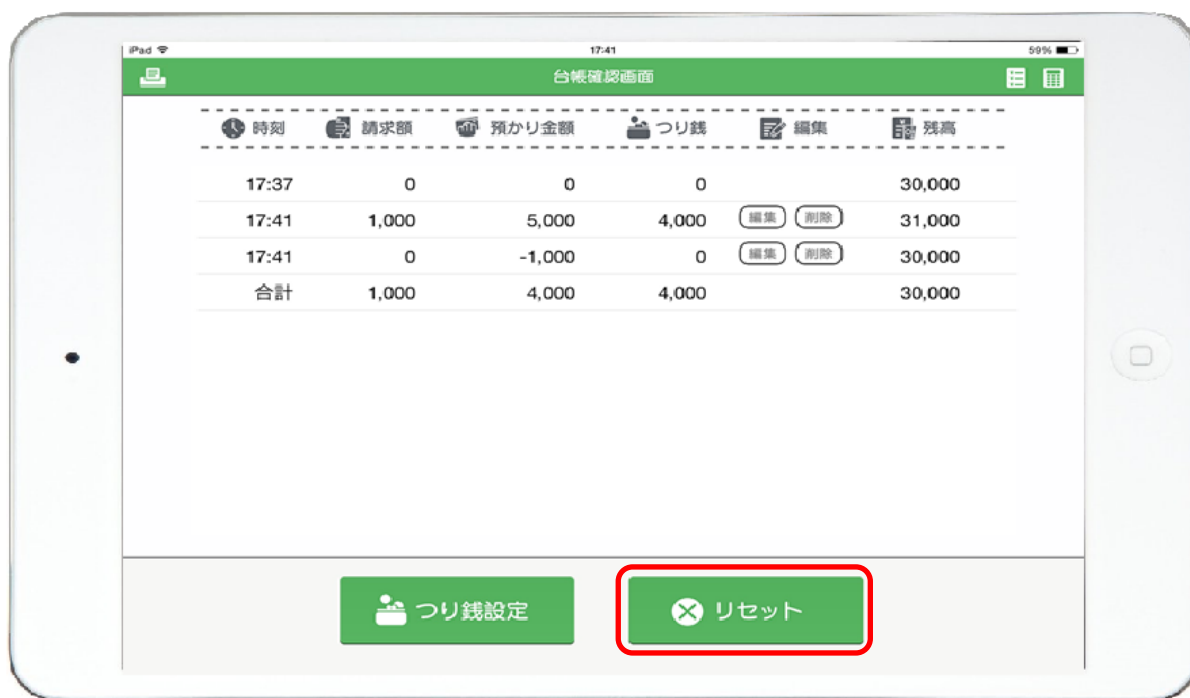 iPad 17:41 59%
台帳確認画面
時刻 請求額 預かり金額 つり銭 編集 残高
17:37 0 0 0 30,000
17:41 1,000 5,000 4,000 編集 削除 31,000
17:41 0 -1,000 0 編集 削除 30,000
合計 1,000 4,000 4,000 30,000
つり銭設定 リセット